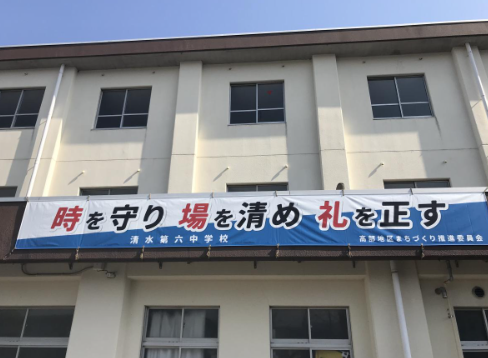 時を守り 場を清め 礼を正す
清水第六中学校
高部地区まちづくり推進委員会